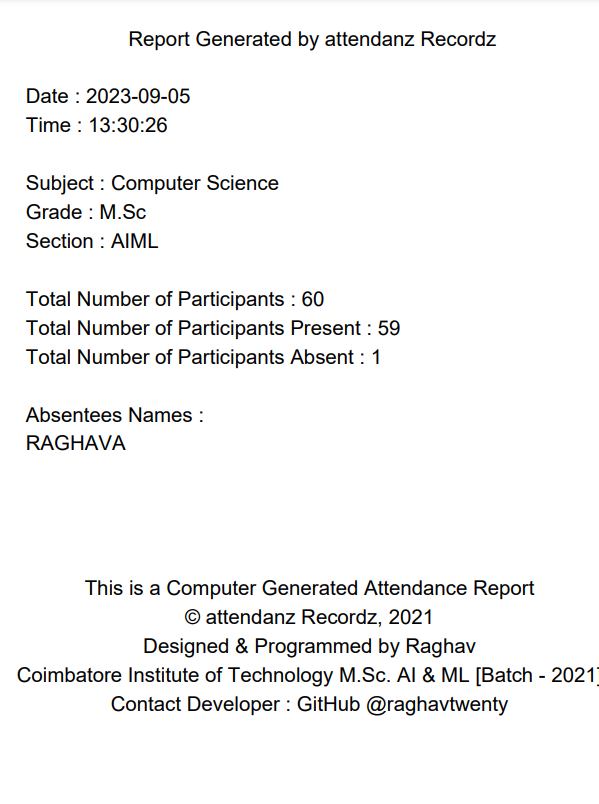 Report Generated by attendanz Recordz
Date : 2023-09-05
Time : 13:30:26
Subject : Computer Science
Grade : M.Sc
Section : AIML
Total Number of Participants : 60
Total Number of Participants Present : 59
Total Number of Participants Absent : 1
Absentees Names :
RAGHAVA
This is a Computer Generated Attendance Report
© attendanz Recordz, 2021
Designed & Programmed by Raghav
Coimbatore Institute of Technology M.Sc. AI & ML [Batch - 2021]
Contact Developer : GitHub @raghavtwenty